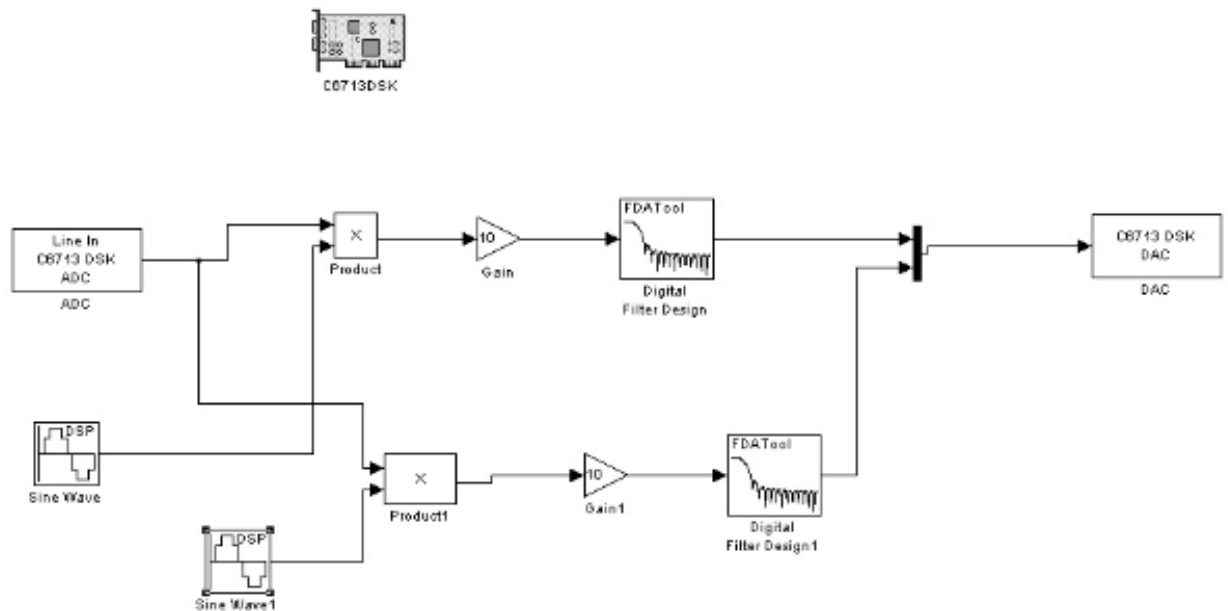 C6713DSK
Line In
C6713 DSK
ADC
ADC
×
Product
10
Gain
FDATool
Digital
Filter Design
C6713 DSK
DAC
DAC
DSP
Sine Wave
×
Product1
10
Gain1
FDATool
Digital
Filter Design1
DSP
Sine Wave1